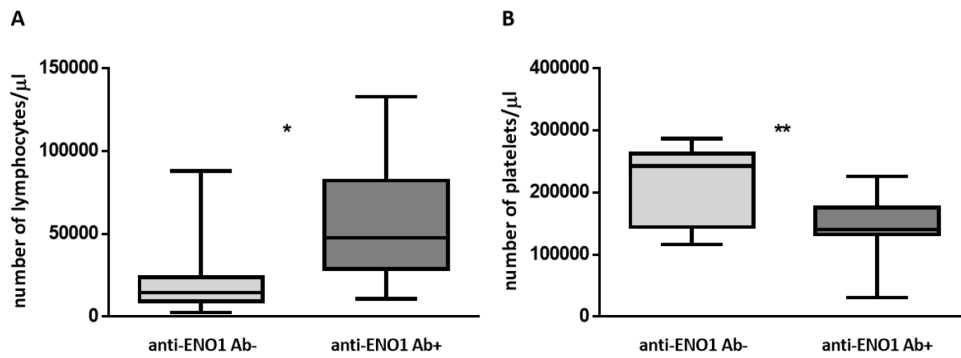 A
number of lymphocytes/µl
150000
100000
50000
0
*
anti-ENO1 Ab-
anti-ENO1 Ab+
B
number of platelets/µl
400000
300000
200000
100000
0
**
anti-ENO1 Ab-
anti-ENO1 Ab+